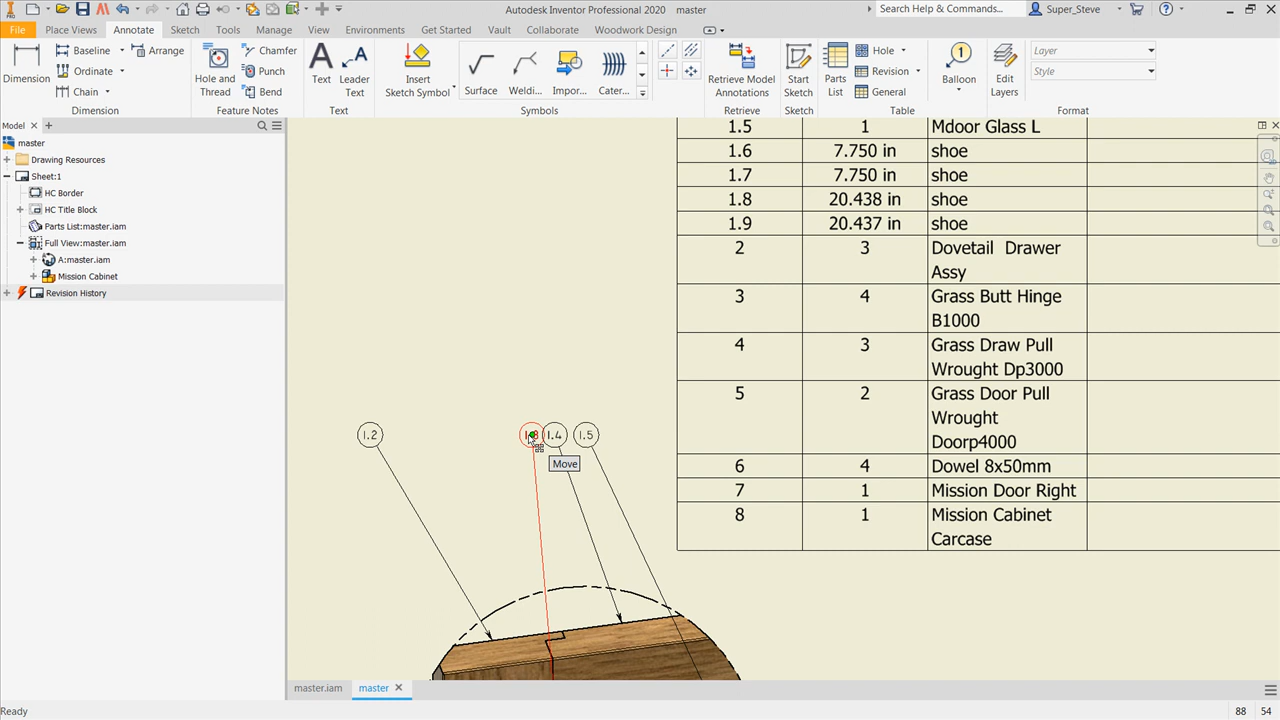 PRO
Autodesk Inventor Professional 2020 master
Search Help & Commands...
Super_Steve
File
Place Views
Annotate
Sketch
Tools
Manage
View
Environments
Get Started
Vault
Collaborate
Woodwork Design
Dimension
Baseline
Ordinate
Chain
Arrange
Dimension
Hole and
Thread
Chamfer
Punch
Bend
Feature Notes
Text
Leader
Text
Text
Insert
Sketch Symbol
Surface
Weldi...
Impor...
Cater...
Symbols
Retrieve Model
Annotations
Retrieve
Start
Sketch
Sketch
Parts
List
Hole
Revision
General
Table
Balloon
Edit
Layers
Layer
Style
Format
Model
master
Drawing Resources
Sheet:1
HC Border
HC Title Block
Parts List:master.iam
Full View:master.iam
A:master.iam
Mission Cabinet
Revision History
1.5 1 Mdoor Glass L
1.6 7.750 in shoe
1.7 7.750 in shoe
1.8 20.438 in shoe
1.9 20.437 in shoe
2 3 Dovetail Drawer
Assy
3 4 Grass Butt Hinge
B1000
4 3 Grass Draw Pull
Wrought Dp3000
5 2 Grass Door Pull
Wrought
Doorp4000
6 4 Dowel 8x50mm
7 1 Mission Door Right
8 1 Mission Cabinet
Carcase
1.2
1.3
1.4
1.5
Move
master.iam
master
Ready
88
54